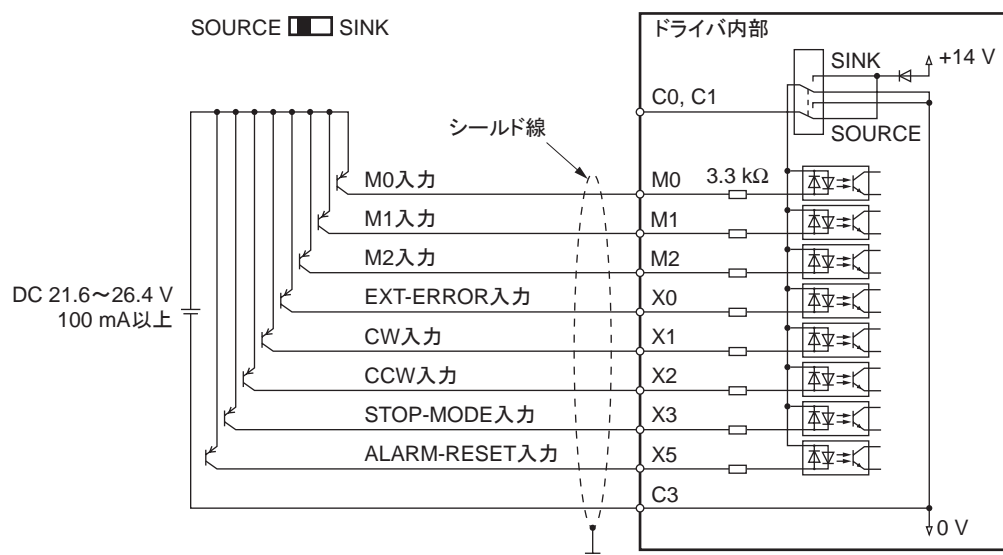 SOURCE SINK
ドライバ内部
SINK
+14 V
C0, C1
SOURCE
シールド線
M0入力
M0
3.3 kΩ
M1入力
M1
M2入力
M2
DC 21.6～26.4 V
100 mA以上
EXT-ERROR入力
X0
CW入力
X1
CCW入力
X2
STOP-MODE入力
X3
ALARM-RESET入力
X5
C3
0 V